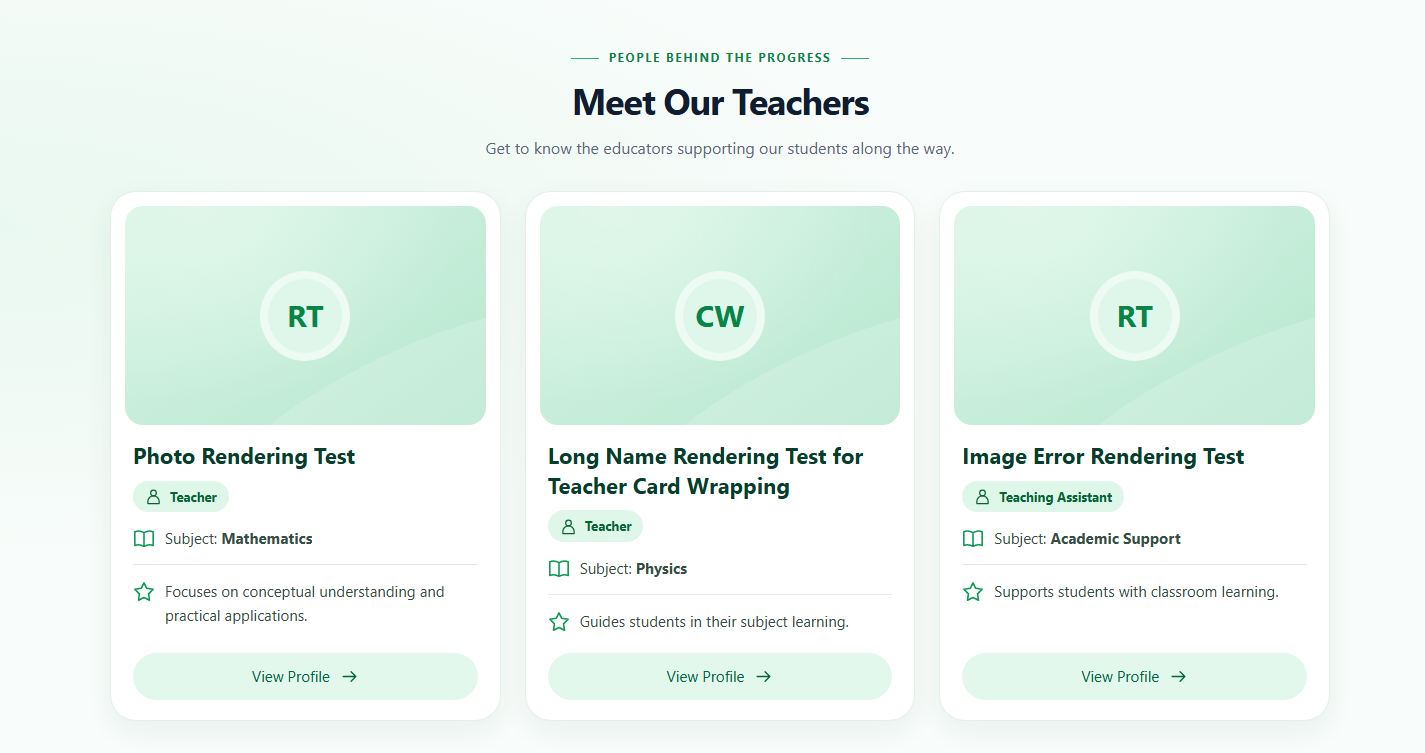 PEOPLE BEHIND THE PROGRESS
Meet Our Teachers
Get to know the educators supporting our students along the way.
RT
Photo Rendering Test
Teacher
Subject: Mathematics
Focuses on conceptual understanding and
practical applications.
View Profile
CW
Long Name Rendering Test for
Teacher Card Wrapping
Teacher
Subject: Physics
Guides students in their subject learning.
View Profile
RT
Image Error Rendering Test
Teaching Assistant
Subject: Academic Support
Supports students with classroom learning.
View Profile